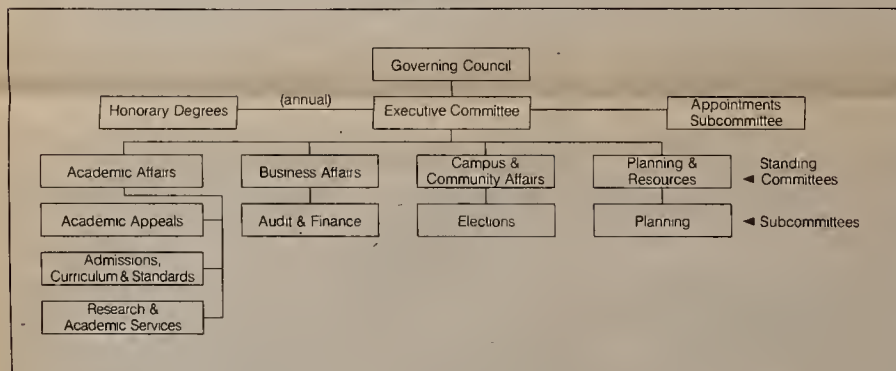 Governing Council
Honorary Degrees
(annual)
Executive Committee
Appointments
Subcommittee
Academic Affairs
Business Affairs
Campus &
Community Affairs
Planning &
Resources
Standing
◄ Committees
Academic Appeals
Audit & Finance
Elections
Planning
◄ Subcommittees
Admissions,
Curriculum & Standards
Research &
Academic Services